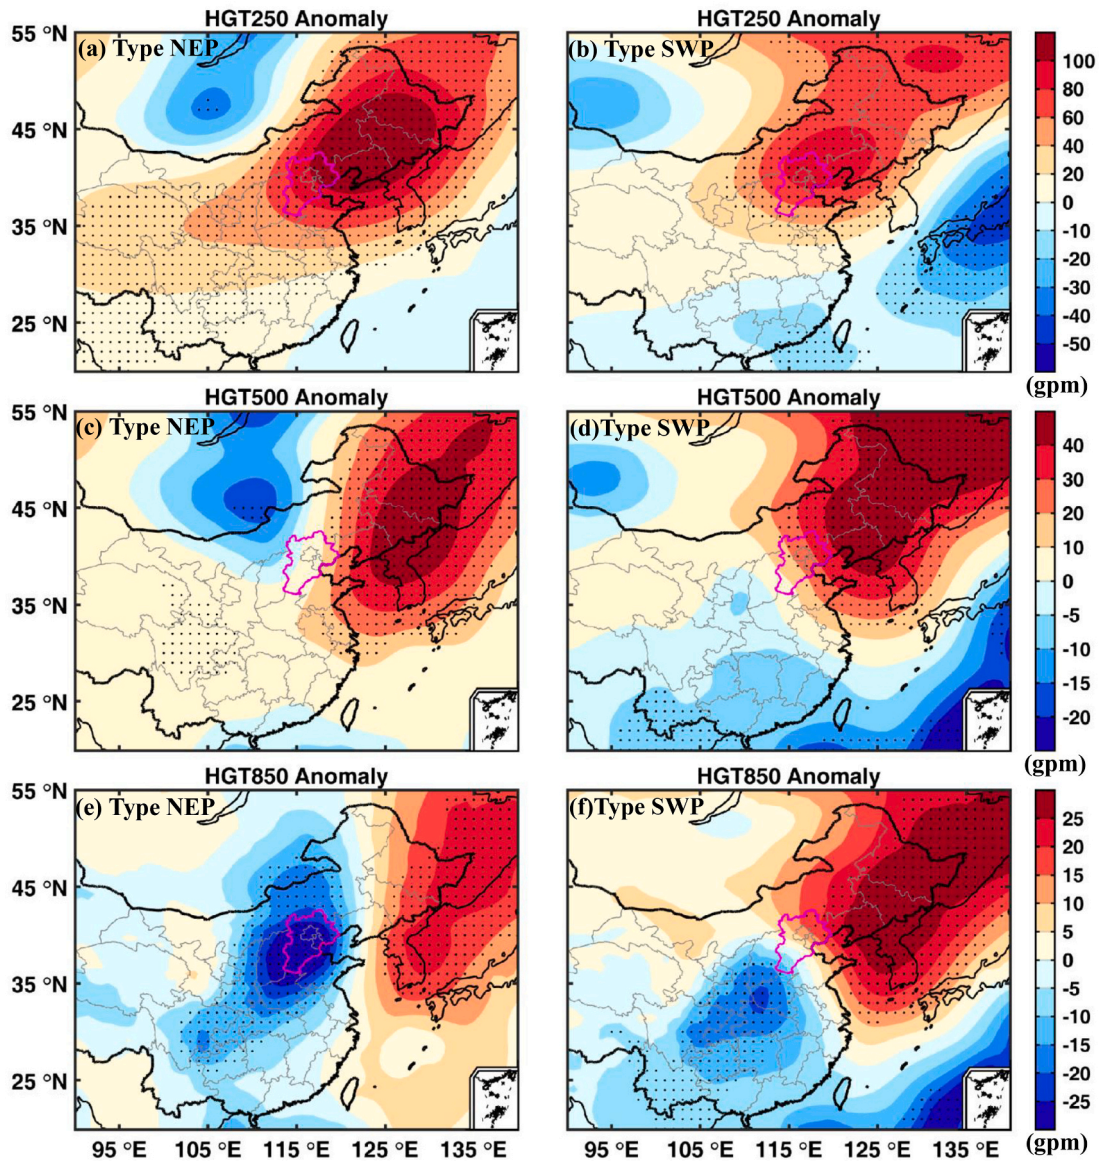 HGT250 Anomaly
HGT250 Anomaly
55 °N
(a) Type NEP
(b) Type SWP
100
80
45 °N
60
40
20
35 °N
0
-10
-20
25 °N
-30
-40
-50
(gpm)
HGT500 Anomaly
HGT500 Anomaly
55 °N
(c) Type NEP
(d)Type SWP
40
45 °N
30
20
10
35 °N
0
-5
-10
25 °N
-15
-20
(gpm)
HGT850 Anomaly
HGT850 Anomaly
55 °N
(e) Type NEP
(f)Type SWP
25
20
45 °N
15
10
5
35 °N
0
-5
-10
-15
25 °N
-20
-25
(gpm)
95 °E 105 °E 115 °E 125 °E 135 °E
95 °E 105 °E 115 °E 125 °E 135 °E